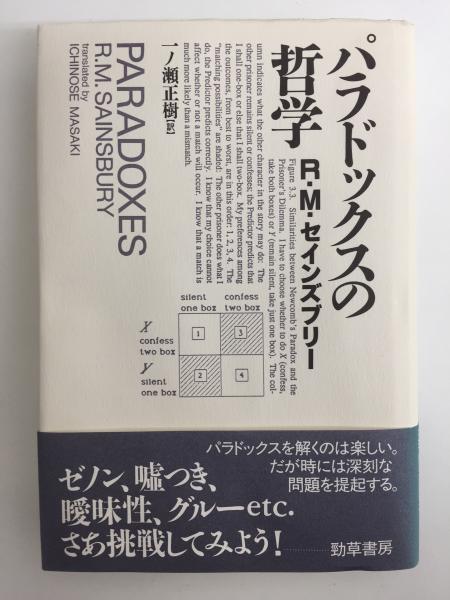 パラドックスの
哲学
R・M・セインズブリー
一ノ瀬正樹[訳]
PARADOXES
R.M.SAINSBURY
translated by
ICHINOSE MASAKI
Figure 3.3. Similarities between Newcomb's Paradox and the
Prisoner's Dilemma. I have to choose whether to do X (confess,
take both boxes) or Y (remain silent, take just one box). The col-
umn indicates what the other character in the story may do: The
other prisoner remains silent or confesses; the Predictor predicts that
I shall one-box or else that I shall two-box. My preferences among
the outcomes, from best to worst, are in this order: 1, 2, 3, 4. The
"matching possibilities" are shaded: The other prisoner does what I
do, the Predictor predicts correctly. I know that my choice cannot
affect whether or not a match will occur. I know that a match is
much more likely than a mismatch.
silent
one box
confess
two box
X
confess
two box
1
3
Y
silent
one box
2
4
パラドックスを解くのは楽しい。
だが時には深刻な
問題を提起する。
ゼノン、嘘つき、
曖昧性、グルーetc.
さあ挑戦してみよう!
勁草書房